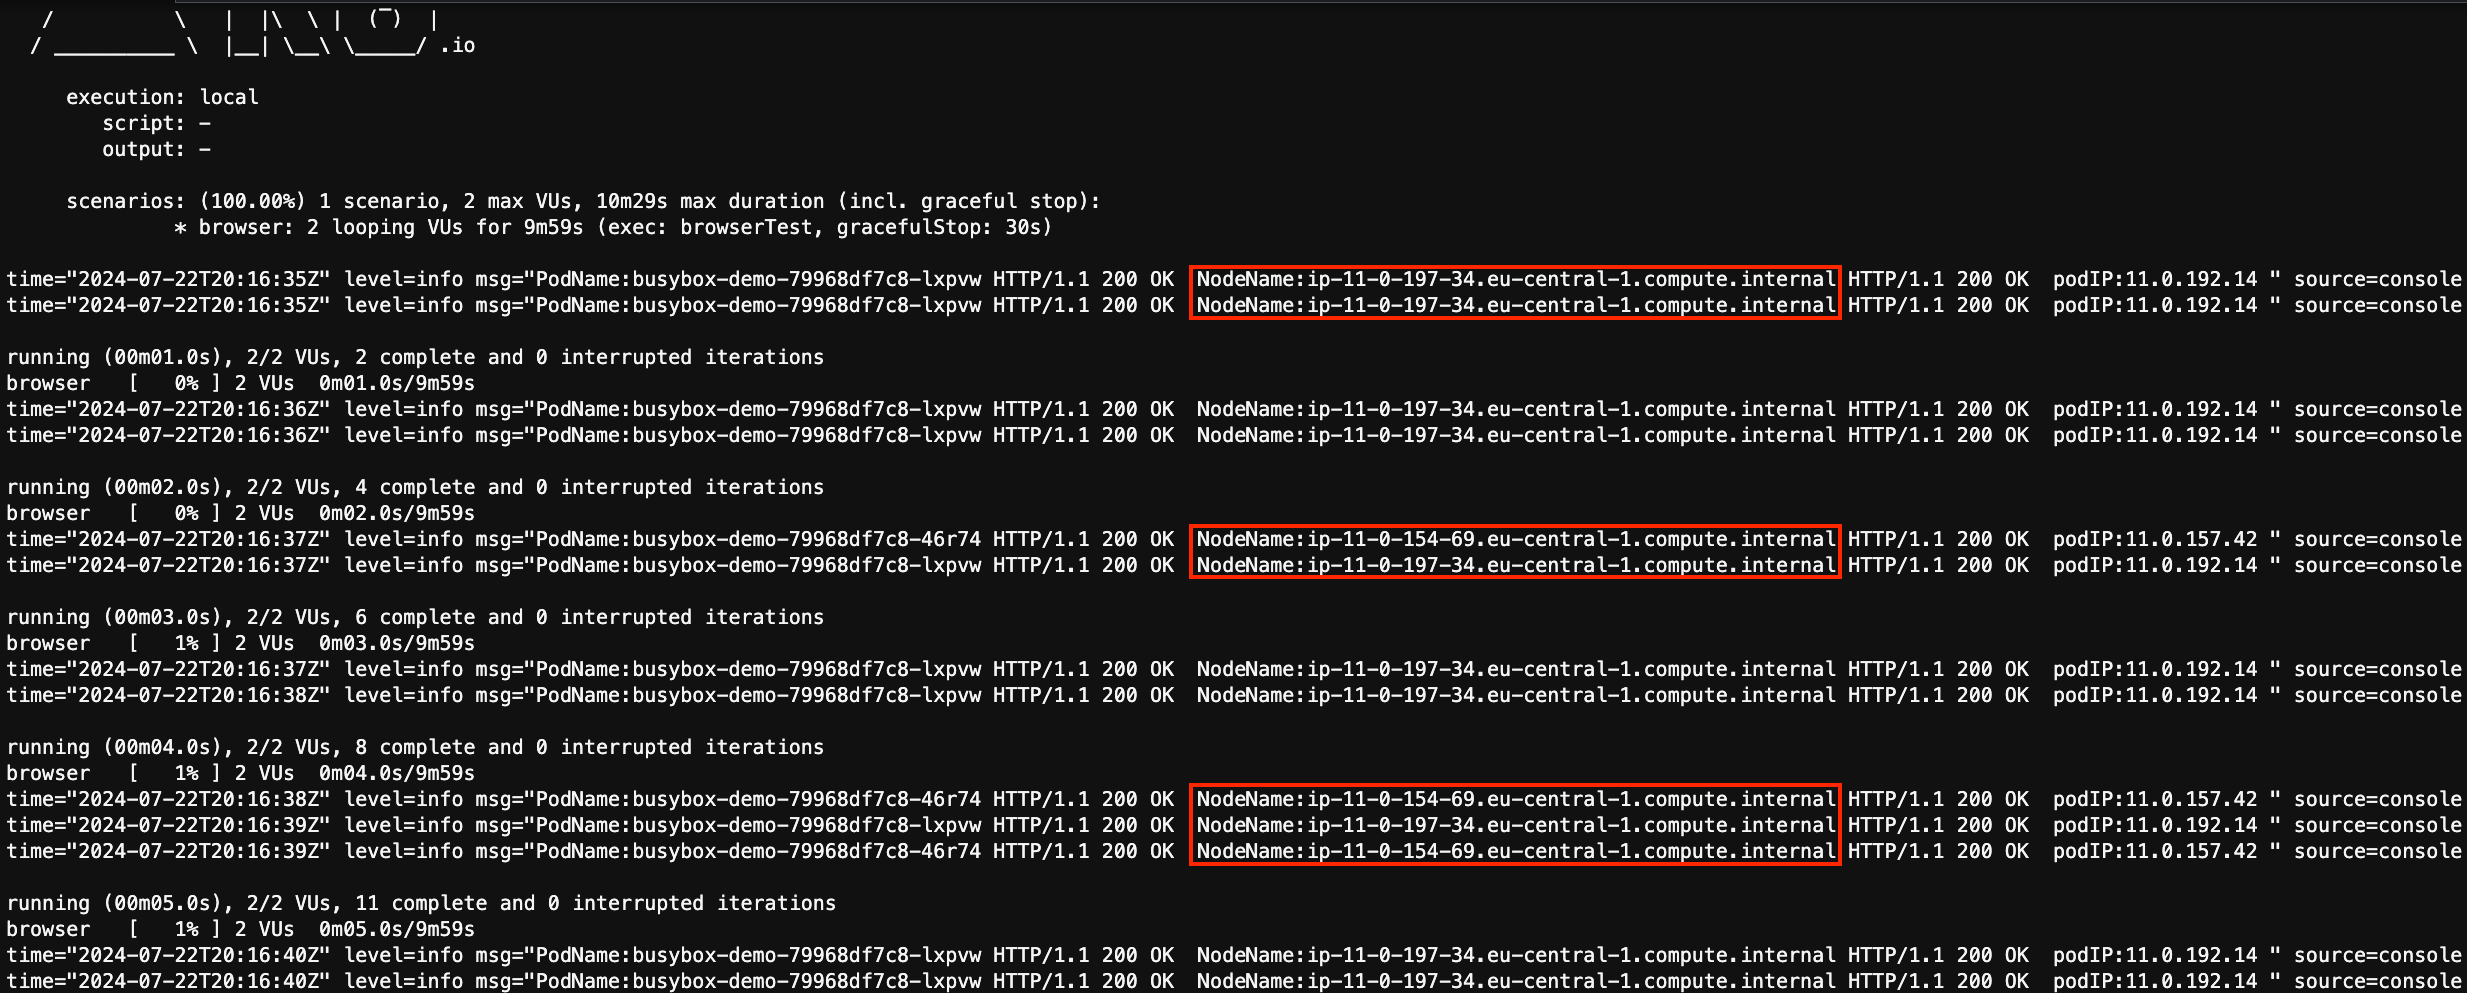 /          \   |  |\  \ |  (‾)  |
/ __________ \  |__| \__\ \_____/ .io
execution: local
script: -
output: -
scenarios: (100.00%) 1 scenario, 2 max VUs, 10m29s max duration (incl. graceful stop):
* browser: 2 looping VUs for 9m59s (exec: browserTest, gracefulStop: 30s)
time="2024-07-22T20:16:35Z" level=info msg="PodName:busybox-demo-79968df7c8-lxpvw HTTP/1.1 200 OK  NodeName:ip-11-0-197-34.eu-central-1.compute.internal HTTP/1.1 200 OK  podIP:11.0.192.14 " source=console
time="2024-07-22T20:16:35Z" level=info msg="PodName:busybox-demo-79968df7c8-lxpvw HTTP/1.1 200 OK  NodeName:ip-11-0-197-34.eu-central-1.compute.internal HTTP/1.1 200 OK  podIP:11.0.192.14 " source=console
running (00m01.0s), 2/2 VUs, 2 complete and 0 interrupted iterations
browser   [   0% ] 2 VUs  0m01.0s/9m59s
time="2024-07-22T20:16:36Z" level=info msg="PodName:busybox-demo-79968df7c8-lxpvw HTTP/1.1 200 OK  NodeName:ip-11-0-197-34.eu-central-1.compute.internal HTTP/1.1 200 OK  podIP:11.0.192.14 " source=console
time="2024-07-22T20:16:36Z" level=info msg="PodName:busybox-demo-79968df7c8-lxpvw HTTP/1.1 200 OK  NodeName:ip-11-0-197-34.eu-central-1.compute.internal HTTP/1.1 200 OK  podIP:11.0.192.14 " source=console
running (00m02.0s), 2/2 VUs, 4 complete and 0 interrupted iterations
browser   [   0% ] 2 VUs  0m02.0s/9m59s
time="2024-07-22T20:16:37Z" level=info msg="PodName:busybox-demo-79968df7c8-46r74 HTTP/1.1 200 OK  NodeName:ip-11-0-154-69.eu-central-1.compute.internal HTTP/1.1 200 OK  podIP:11.0.157.42 " source=console
time="2024-07-22T20:16:37Z" level=info msg="PodName:busybox-demo-79968df7c8-lxpvw HTTP/1.1 200 OK  NodeName:ip-11-0-197-34.eu-central-1.compute.internal HTTP/1.1 200 OK  podIP:11.0.192.14 " source=console
running (00m03.0s), 2/2 VUs, 6 complete and 0 interrupted iterations
browser   [   1% ] 2 VUs  0m03.0s/9m59s
time="2024-07-22T20:16:37Z" level=info msg="PodName:busybox-demo-79968df7c8-lxpvw HTTP/1.1 200 OK  NodeName:ip-11-0-197-34.eu-central-1.compute.internal HTTP/1.1 200 OK  podIP:11.0.192.14 " source=console
time="2024-07-22T20:16:38Z" level=info msg="PodName:busybox-demo-79968df7c8-lxpvw HTTP/1.1 200 OK  NodeName:ip-11-0-197-34.eu-central-1.compute.internal HTTP/1.1 200 OK  podIP:11.0.192.14 " source=console
running (00m04.0s), 2/2 VUs, 8 complete and 0 interrupted iterations
browser   [   1% ] 2 VUs  0m04.0s/9m59s
time="2024-07-22T20:16:38Z" level=info msg="PodName:busybox-demo-79968df7c8-46r74 HTTP/1.1 200 OK  NodeName:ip-11-0-154-69.eu-central-1.compute.internal HTTP/1.1 200 OK  podIP:11.0.157.42 " source=console
time="2024-07-22T20:16:39Z" level=info msg="PodName:busybox-demo-79968df7c8-lxpvw HTTP/1.1 200 OK  NodeName:ip-11-0-197-34.eu-central-1.compute.internal HTTP/1.1 200 OK  podIP:11.0.192.14 " source=console
time="2024-07-22T20:16:39Z" level=info msg="PodName:busybox-demo-79968df7c8-46r74 HTTP/1.1 200 OK  NodeName:ip-11-0-154-69.eu-central-1.compute.internal HTTP/1.1 200 OK  podIP:11.0.157.42 " source=console
running (00m05.0s), 2/2 VUs, 11 complete and 0 interrupted iterations
browser   [   1% ] 2 VUs  0m05.0s/9m59s
time="2024-07-22T20:16:40Z" level=info msg="PodName:busybox-demo-79968df7c8-lxpvw HTTP/1.1 200 OK  NodeName:ip-11-0-197-34.eu-central-1.compute.internal HTTP/1.1 200 OK  podIP:11.0.192.14 " source=console
time="2024-07-22T20:16:40Z" level=info msg="PodName:busybox-demo-79968df7c8-lxpvw HTTP/1.1 200 OK  NodeName:ip-11-0-197-34.eu-central-1.compute.internal HTTP/1.1 200 OK  podIP:11.0.192.14 " source=console